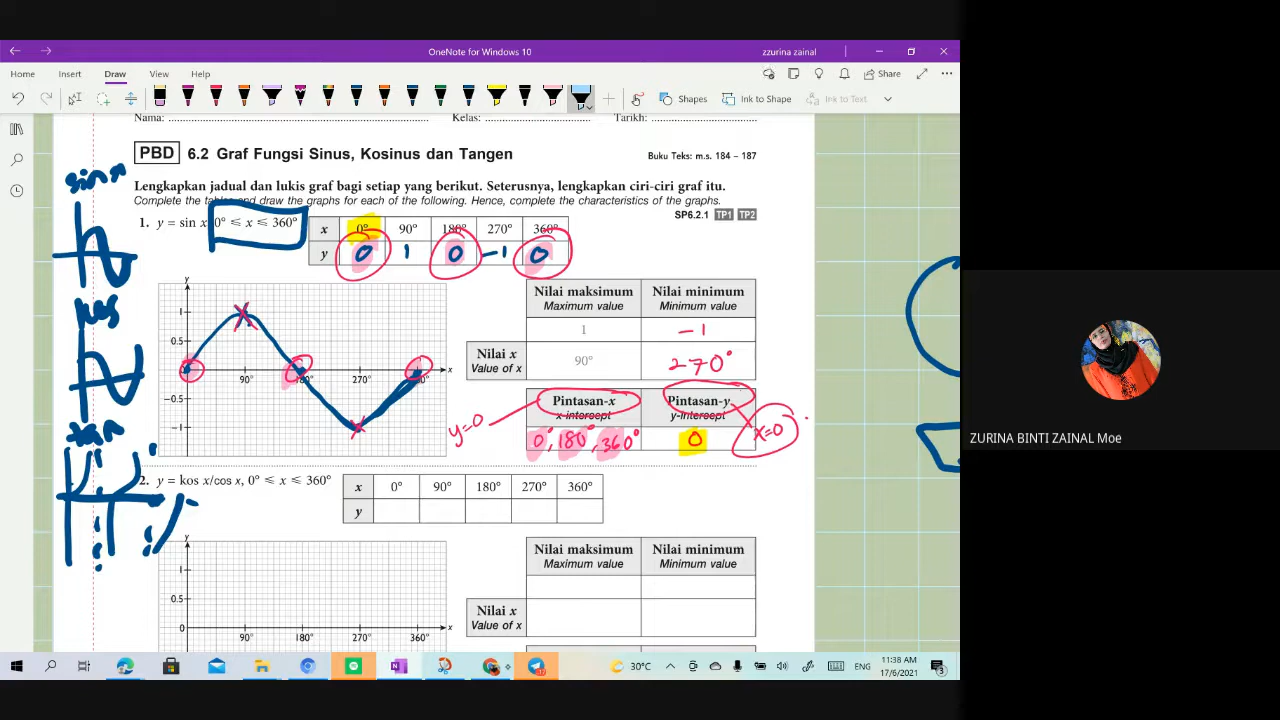 OneNote for Windows 10
zzurina zainal
Home Insert Draw View Help
Share
Shapes Ink to Shape Ink to Text
Nama: Kelas: Tarikh:
PBD 6.2 Graf Fungsi Sinus, Kosinus dan Tangen
Buku Teks: m.s. 184 – 187
Lengkapkan jadual dan lukis graf bagi setiap yang berikut. Seterusnya, lengkapkan ciri-ciri graf itu.
Complete the tables and draw the graphs for each of the following. Hence, complete the characteristics of the graphs.
SP6.2.1 TP1 TP2
sin x
1. y = sin x, 0° ≤ x ≤ 360°
x 0° 90° 180° 270° 360°
y 0 1 0 -1 0
y
1
0.5
0
-0.5
-1
90° 180° 270° x
Nilai maksimum Nilai minimum
Maximum value Minimum value
1 -1
Nilai x
Value of x
90° 270°
Pintasan-x Pintasan-y
x-intercept y-intercept
0°, 180°, 360° 0
y=0
x=0
kos
tan
2. y = kos x/cos x, 0° ≤ x ≤ 360°
x 0° 90° 180° 270° 360°
y
y
1
0.5
0
90° 180° 270° 360° x
Nilai maksimum Nilai minimum
Maximum value Minimum value
Nilai x
Value of x
30°C
ENG
11:38 AM
17/6/2021
ZURINA BINTI ZAINAL Moe